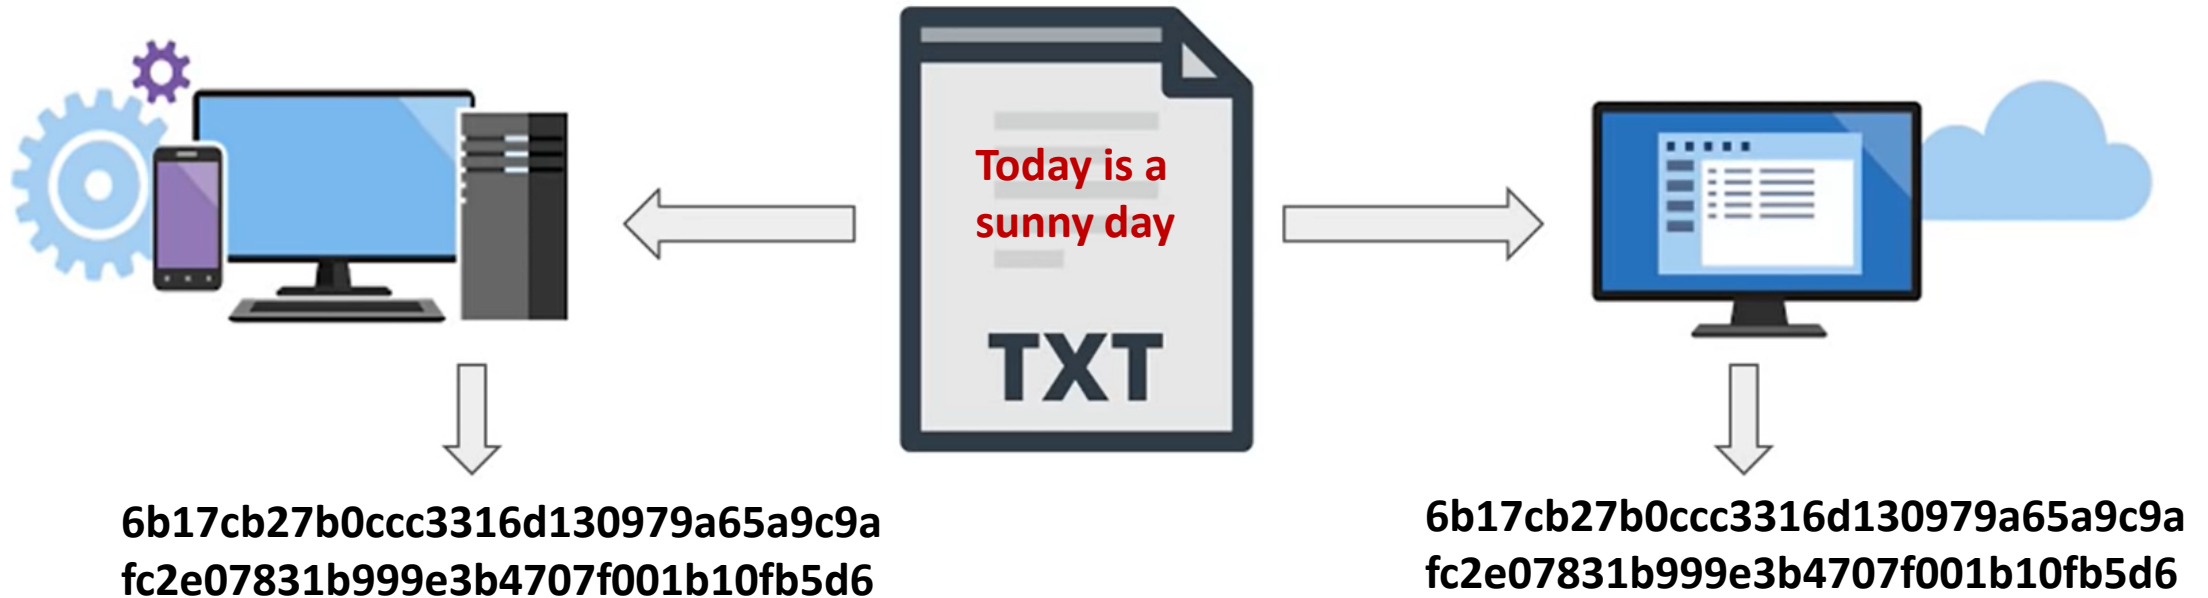 Today is a
sunny day
TXT
6b17cb27b0ccc3316d130979a65a9c9a
fc2e07831b999e3b4707f001b10fb5d6
6b17cb27b0ccc3316d130979a65a9c9a
fc2e07831b999e3b4707f001b10fb5d6